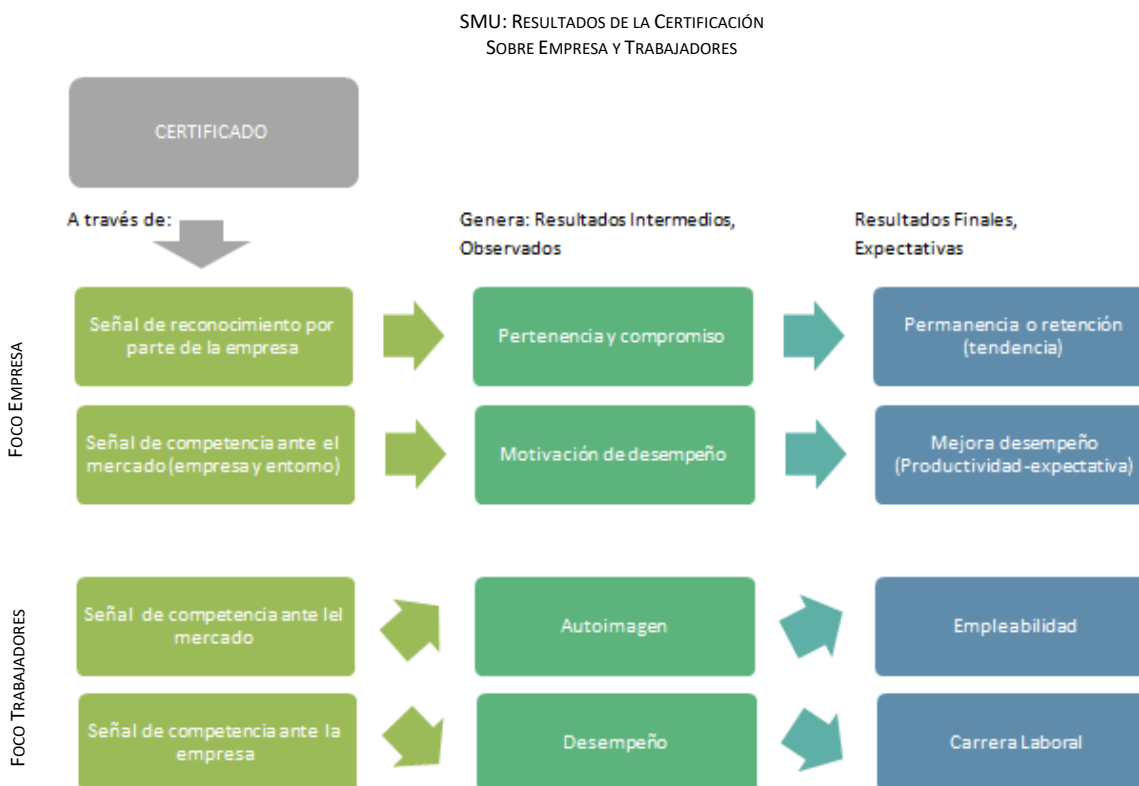 SMU: RESULTADOS DE LA CERTIFICACIÓN
SOBRE EMPRESA Y TRABAJADORES
CERTIFICADO
A través de:
Genera: Resultados Intermedios,
Observados
Resultados Finales,
Expectativas
FOCO EMPRESA
Señal de reconocimiento por
parte de la empresa
Pertenencia y compromiso
Permanencia o retención
(tendencia)
Señal de competencia ante el
mercado (empresa y entorno)
Motivación de desempeño
Mejora desempeño
(Productividad-expectativa)
FOCO TRABAJADORES
Señal de competencia ante lel
mercado
Autoimagen
Empleabilidad
Señal de competencia ante la
empresa
Desempeño
Carrera Laboral